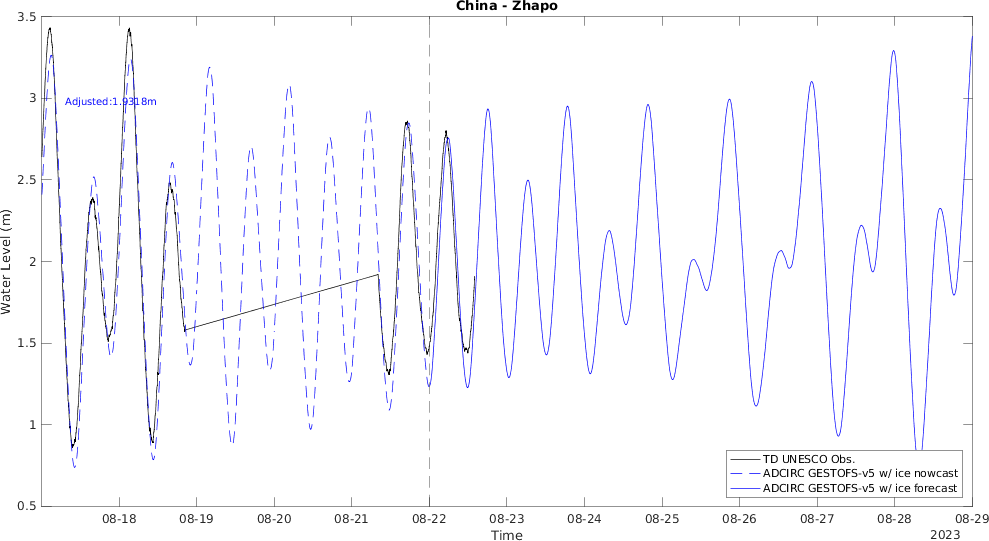 China - Zhapo
3.5
3
2.5
2
1.5
1
0.5
Water Level (m)
Adjusted:1.9318m
TD UNESCO Obs.
ADCIRC GESTOFS-v5 w/ ice nowcast
ADCIRC GESTOFS-v5 w/ ice forecast
08-18 08-19 08-20 08-21 08-22 08-23 08-24 08-25 08-26 08-27 08-28 08-29
Time
2023